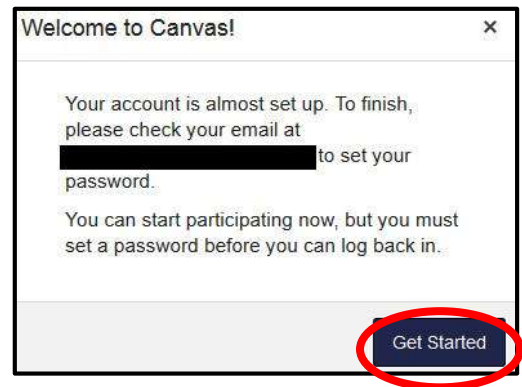 Welcome to Canvas! ×
Your account is almost set up. To finish,
please check your email at
to set your
password.
You can start participating now, but you must
set a password before you can log back in.
Get Started